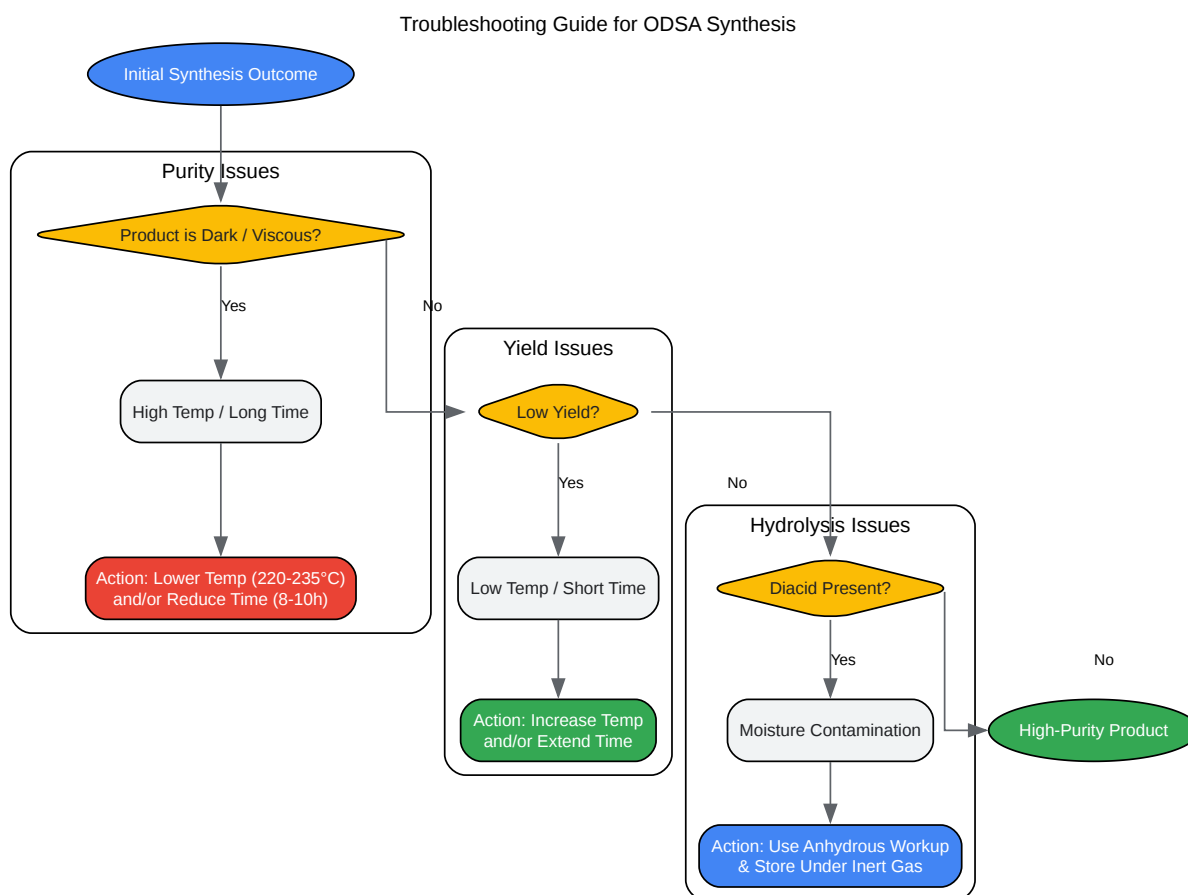 Troubleshooting Guide for ODSA Synthesis
Initial Synthesis Outcome
Purity Issues
Product is Dark / Viscous?
Yes
No
High Temp / Long Time
Action: Lower Temp (220-235°C)
and/or Reduce Time (8-10h)
Yield Issues
Low Yield?
Yes
No
Low Temp / Short Time
Action: Increase Temp
and/or Extend Time
Hydrolysis Issues
Diacid Present?
Yes
No
Moisture Contamination
High-Purity Product
Action: Use Anhydrous Workup
& Store Under Inert Gas